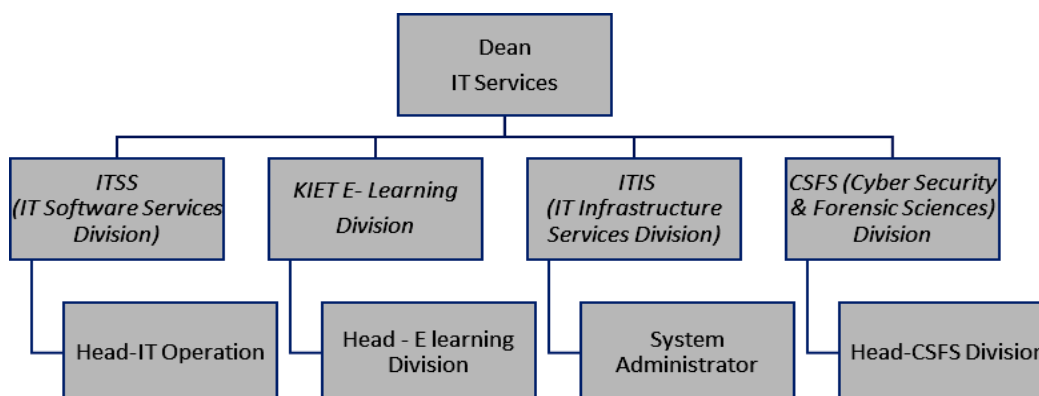 Dean
IT Services
ITSS
(IT Software Services
Division)
KIET E- Learning
Division
ITIS
(IT Infrastructure
Services Division)
CSFS (Cyber Security
& Forensic Sciences)
Division
Head-IT Operation
Head - E learning
Division
System
Administrator
Head-CSFS Division